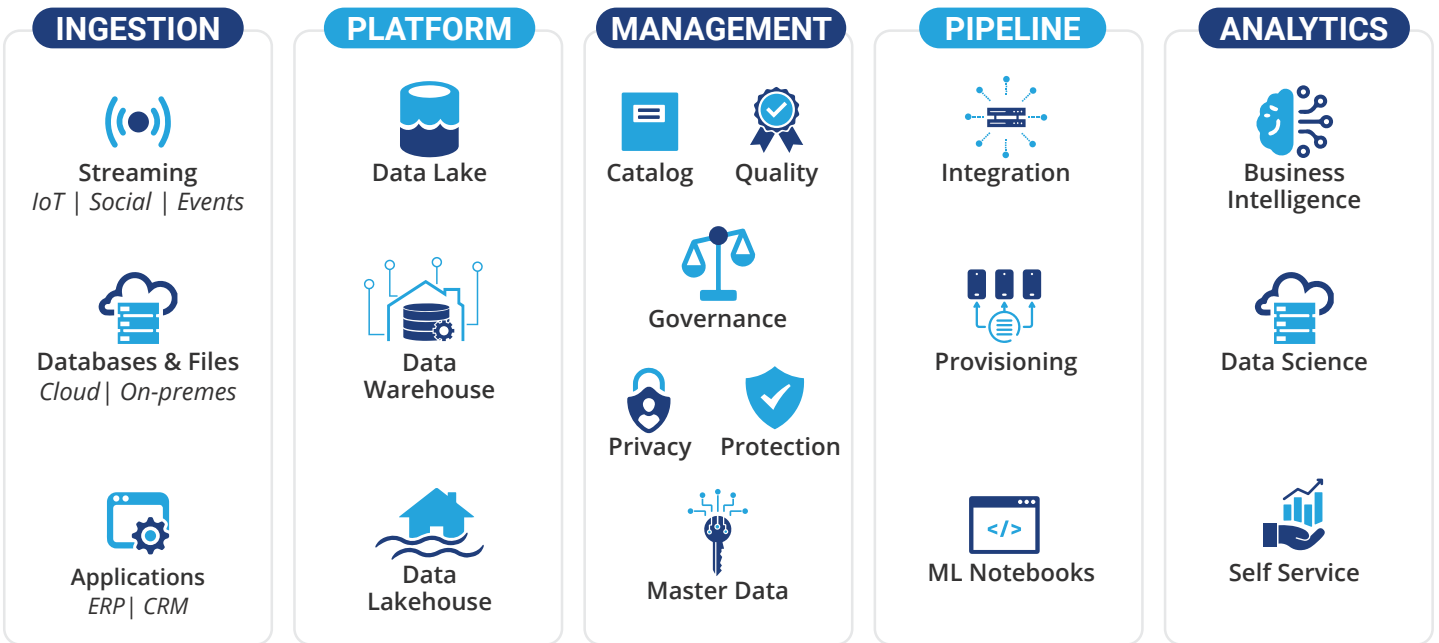 INGESTION
Streaming
IoT | Social | Events
Databases & Files
Cloud| On-premes
Applications
ERP| CRM
PLATFORM
Data Lake
Data
Warehouse
Data
Lakehouse
MANAGEMENT
Catalog
Quality
Governance
Privacy
Protection
Master Data
PIPELINE
Integration
Provisioning
</>
ML Notebooks
ANALYTICS
Business
Intelligence
Data Science
Self Service